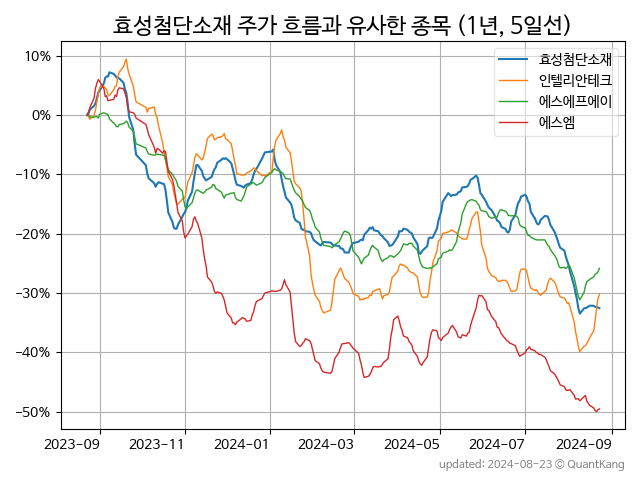 효성첨단소재 주가 흐름과 유사한 종목 (1년, 5일선)
효성첨단소재
인텔리안테크
에스에프에이
에스엠
10%
0%
−10%
−20%
−30%
−40%
−50%
2023-09 2023-11 2024-01 2024-03 2024-05 2024-07 2024-09
updated: 2024-08-23 © QuantKang